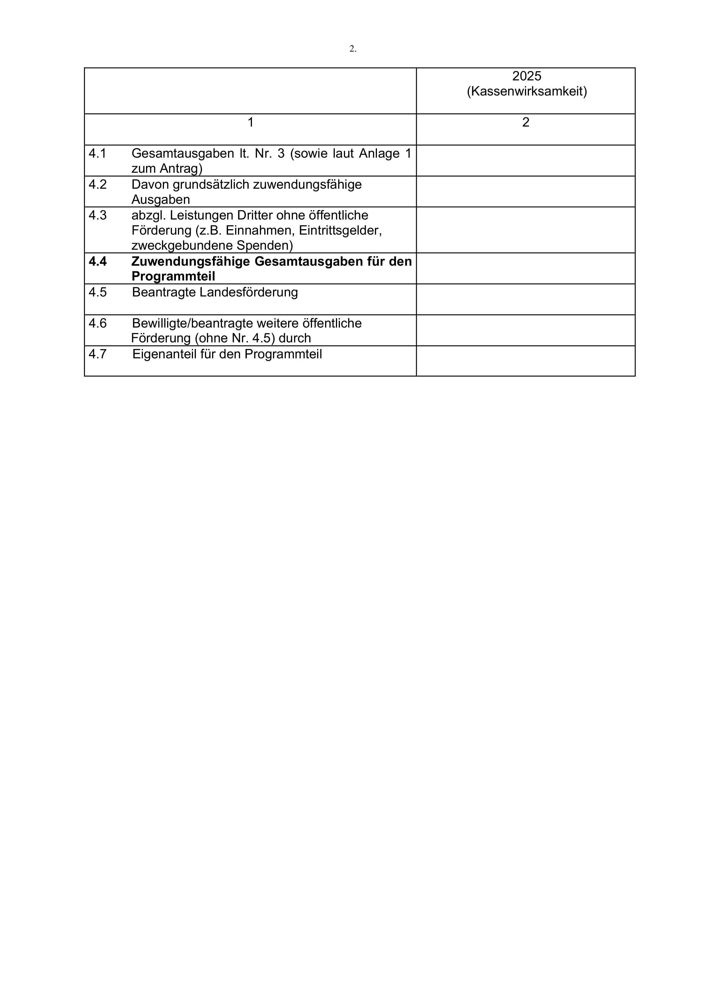 2.
2025
(Kassenwirksamkeit)
1 2
4.1 Gesamtausgaben lt. Nr. 3 (sowie laut Anlage 1
zum Antrag)
4.2 Davon grundsätzlich zuwendungsfähige
Ausgaben
4.3 abzgl. Leistungen Dritter ohne öffentliche
Förderung (z.B. Einnahmen, Eintrittsgelder,
zweckgebundene Spenden)
4.4 Zuwendungsfähige Gesamtausgaben für den
Programmteil
4.5 Beantragte Landesförderung
4.6 Bewilligte/beantragte weitere öffentliche
Förderung (ohne Nr. 4.5) durch
4.7 Eigenanteil für den Programmteil